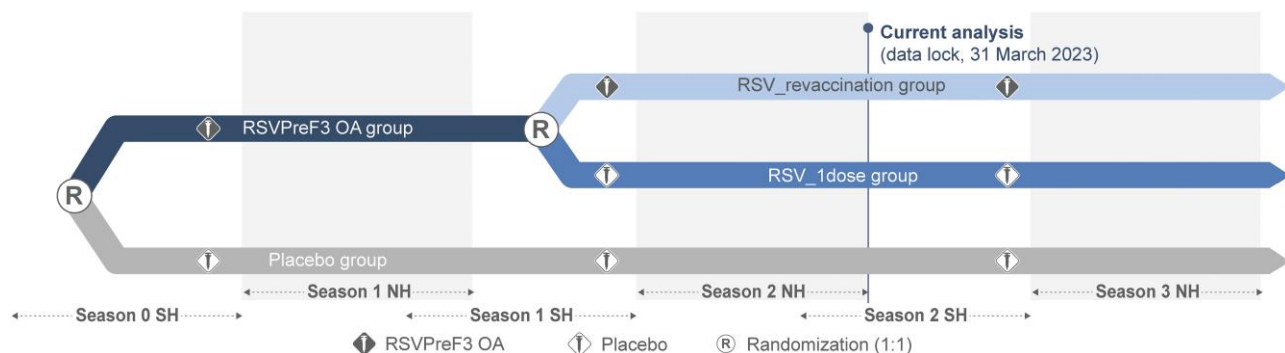 Current analysis
(data lock, 31 March 2023)
RSV_revaccination group
RSVPreF3 OA group
R
R
RSV_1dose group
Placebo group
Season 1 NH
Season 2 NH
Season 3 NH
Season 0 SH
Season 1 SH
Season 2 SH
RSVPreF3 OA
Placebo
R Randomization (1:1)